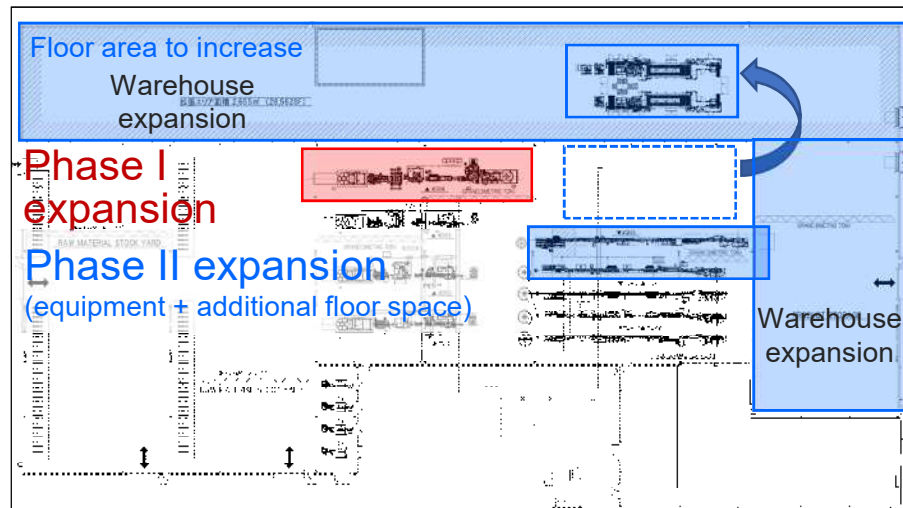 Floor area to increase
Warehouse
expansion
Phase I
expansion
RAW MATERIAL STOCK YARD
Phase II expansion
(equipment + additional floor space)
Warehouse
expansion